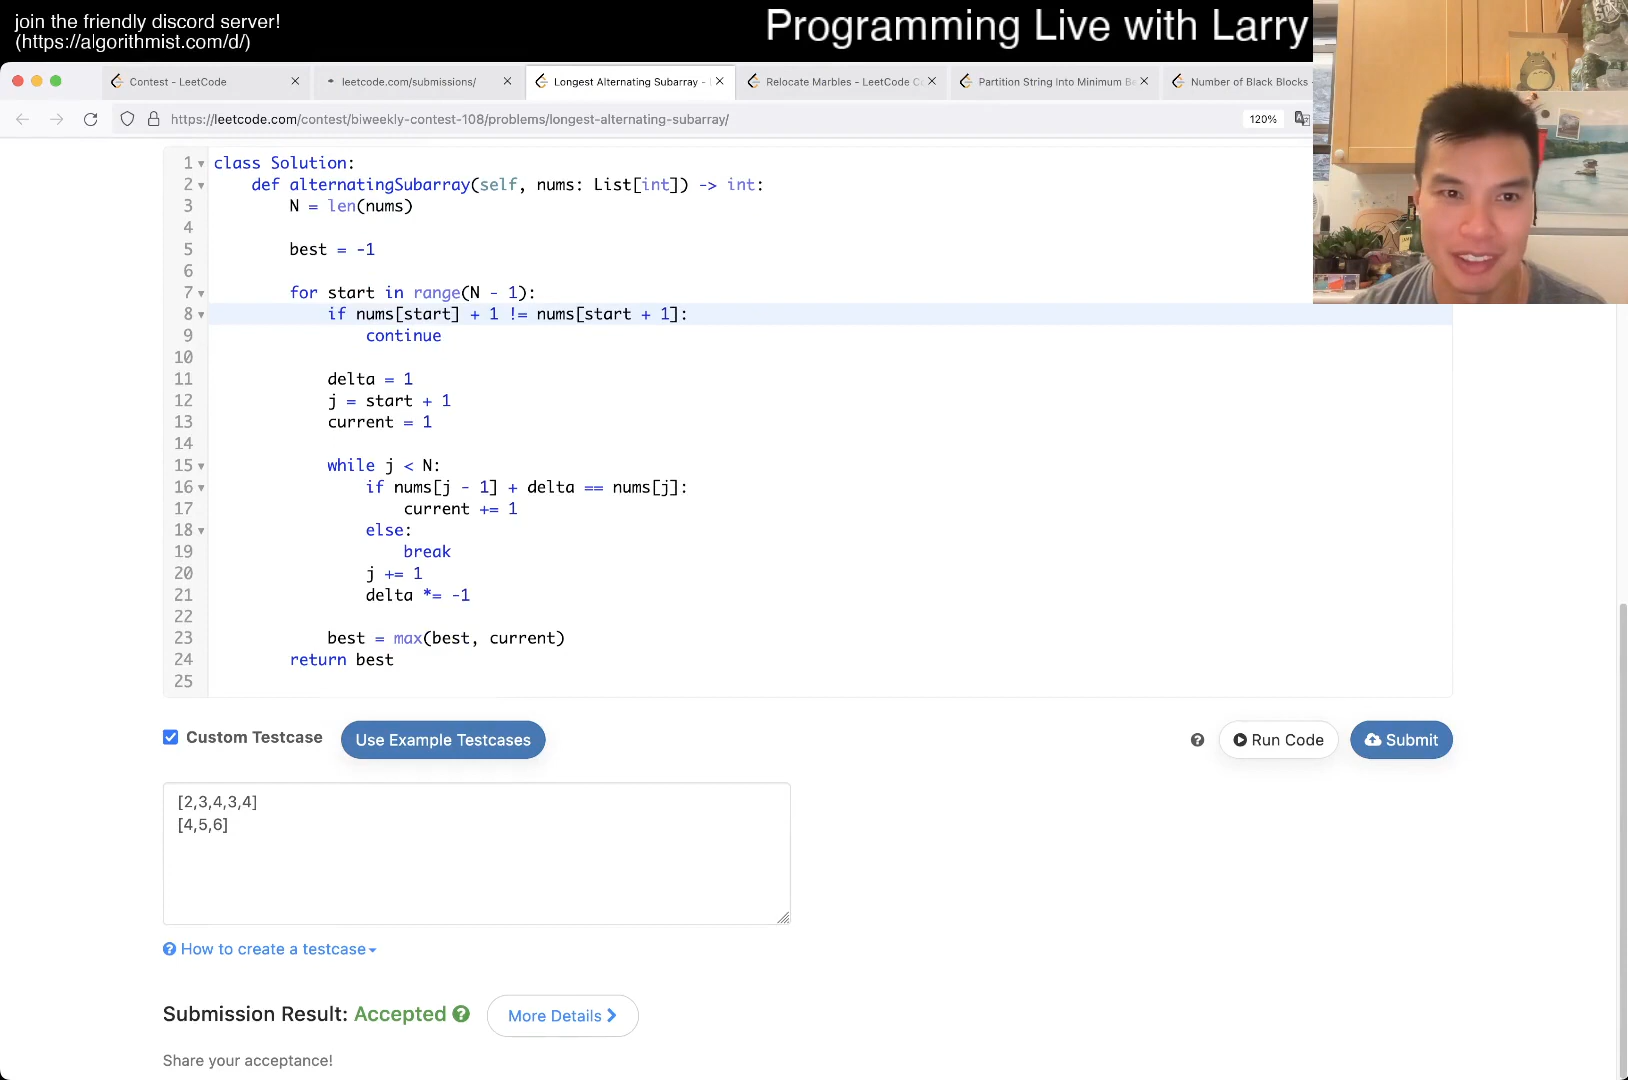 join the friendly discord server!
(https://algorithmist.com/d/)
Programming Live with Larry
Contest - LeetCode
leetcode.com/submissions/
Longest Alternating Subarray -
Relocate Marbles - LeetCode
Partition String Into Minimum
Number of Black Blocks -
https://leetcode.com/contest/biweekly-contest-108/problems/longest-alternating-subarray/
120%
1 class Solution:
2 def alternatingSubarray(self, nums: List[int]) -> int:
3 N = len(nums)
4
5 best = -1
6
7 for start in range(N - 1):
8 if nums[start] + 1 != nums[start + 1]:
9 continue
10
11 delta = 1
12 j = start + 1
13 current = 1
14
15 while j < N:
16 if nums[j - 1] + delta == nums[j]:
17 current += 1
18 else:
19 break
20 j += 1
21 delta *= -1
22
23 best = max(best, current)
24 return best
25
Custom Testcase
Use Example Testcases
Run Code
Submit
[2,3,4,3,4]
[4,5,6]
How to create a testcase
Submission Result: Accepted
More Details
Share your acceptance!